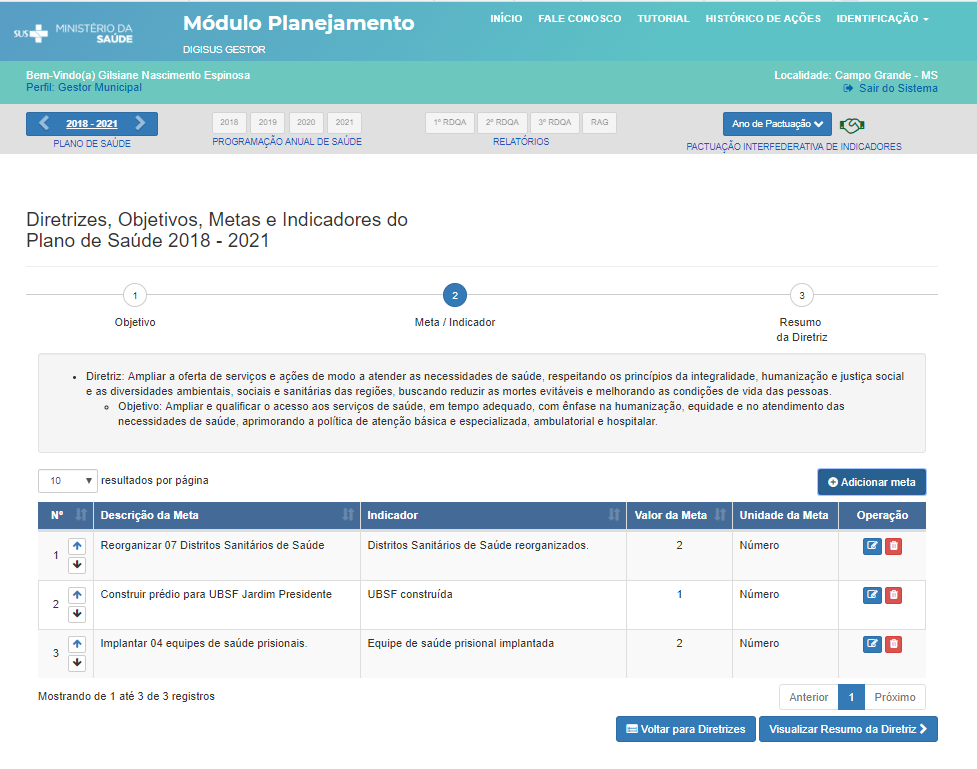 SUS MINISTÉRIO DA
SAÚDE
Módulo Planejamento
DIGISUS GESTOR
INÍCIO FALE CONOSCO TUTORIAL HISTÓRICO DE AÇÕES IDENTIFICAÇÃO
Bem-Vindo(a) Gilsiane Nascimento Espinosa
Perfil: Gestor Municipal
Localidade: Campo Grande - MS
Sair do Sistema
2018 - 2021
PLANO DE SAÚDE
2018 2019 2020 2021
PROGRAMAÇÃO ANUAL DE SAÚDE
1º RDQA 2º RDQA 3º RDQA RAG
RELATÓRIOS
Ano de Pactuação
PACTUAÇÃO INTERFEDERATIVA DE INDICADORES
Diretrizes, Objetivos, Metas e Indicadores do
Plano de Saúde 2018 - 2021
1 2 3
Objetivo Meta / Indicador Resumo
da Diretriz
• Diretriz: Ampliar a oferta de serviços e ações de modo a atender as necesidades de saúde, respeitando os princípios da integralidade, humanização e justiça social
e as diversidades ambientais, sociais e sanitárias das regiões, buscando reduzir as mortes evitáveis e melhorando as condições de vida das pessoas.
◦ Objetivo: Ampliar e qualificar o acesso aos serviços de saúde, em tempo adequado, com ênfase na humanização, equidade e no atendimento das
necessidades de saúde, aprimorando a política de atenção básica e especializada, ambulatorial e hospitalar.
10 resultados por página
Adicionar meta
Nº Descrição da Meta Indicador Valor da Meta Unidade da Meta Operação
1 Reorganizar 07 Distritos Sanitários de Saúde Distritos Sanitários de Saúde reorganizados. 2 Número
2 Construir prédio para UBSF Jardim Presidente UBSF construída 1 Número
3 Implantar 04 equipes de saúde prisionais. Equipe de saúde prisional implantada 2 Número
Mostrando de 1 até 3 de 3 registros
Anterior 1 Próximo
Voltar para Diretrizes Visualizar Resumo da Diretriz